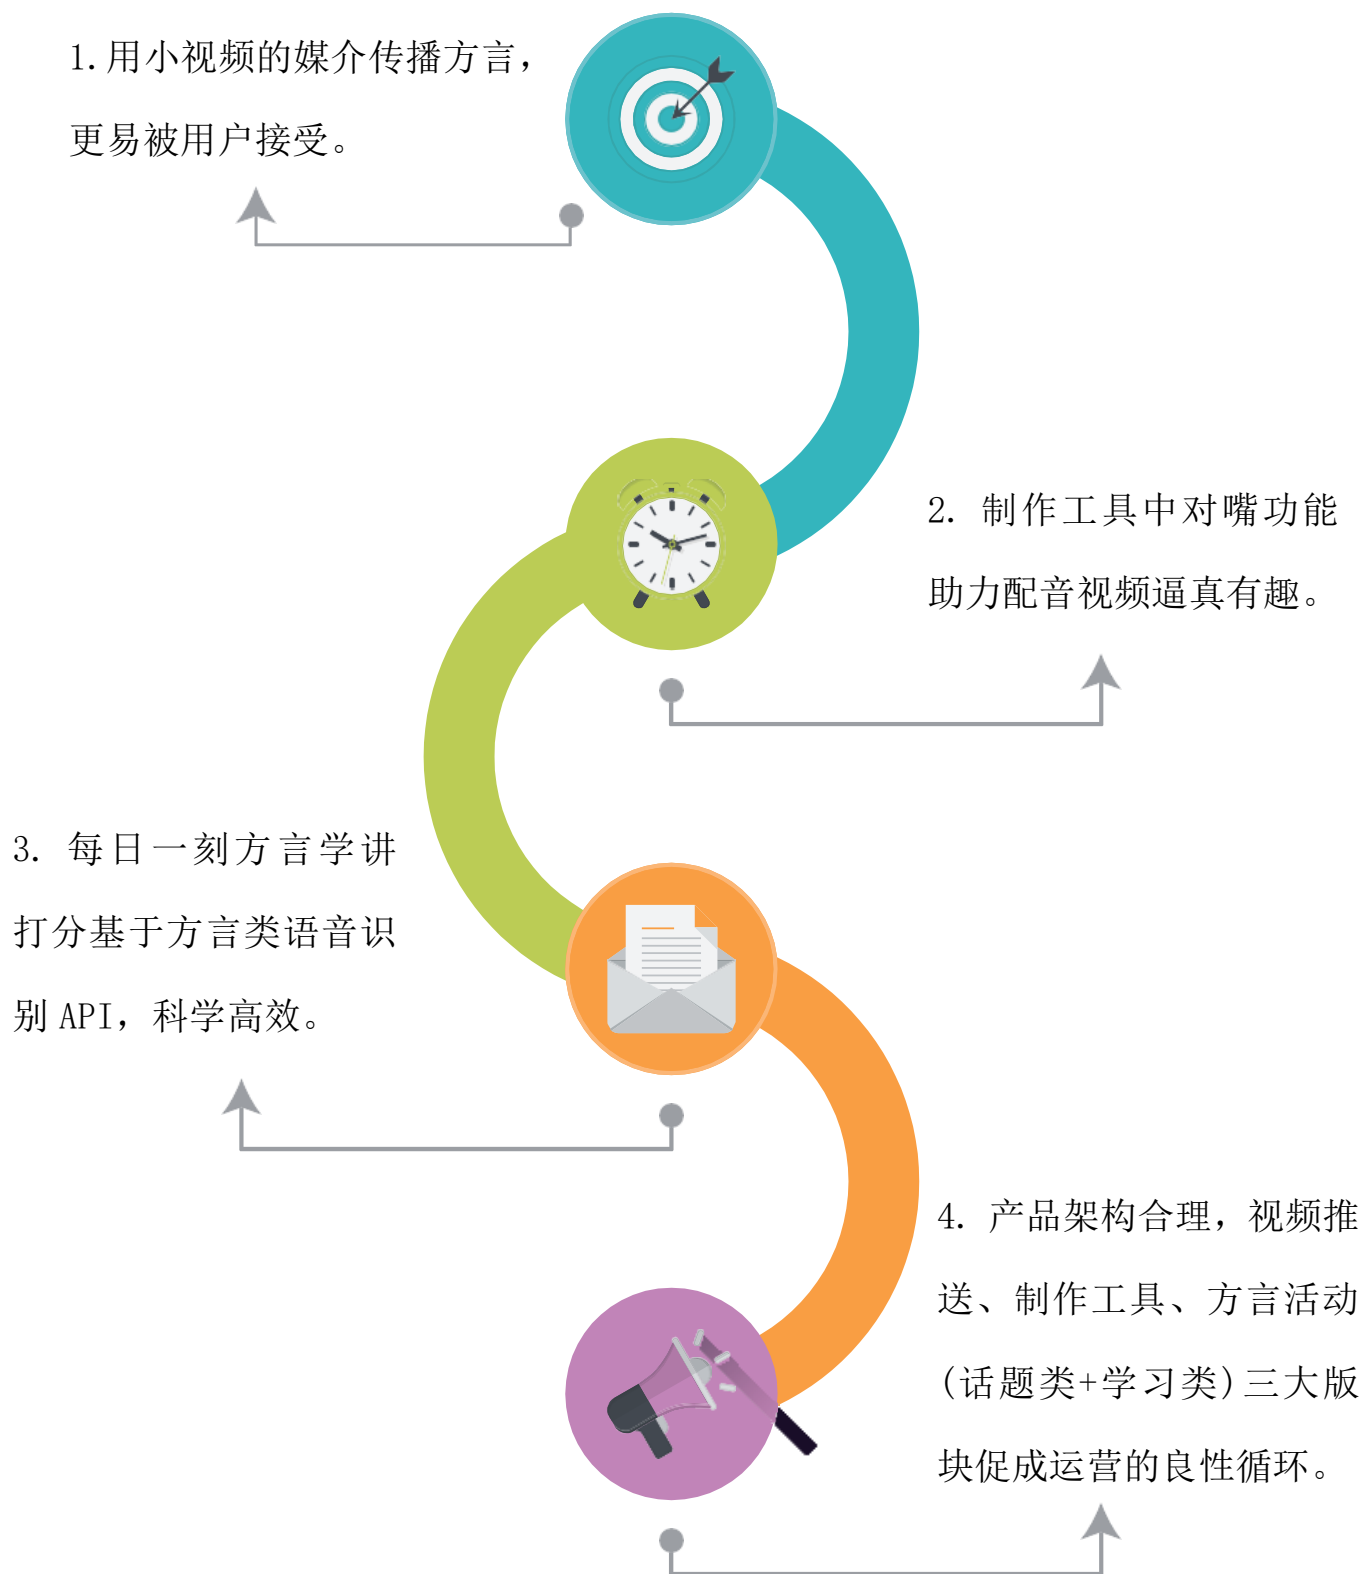 1.用小视频的媒介传播方言，
更易被用户接受。
2. 制作工具中对嘴功能
助力配音视频逼真有趣。
3. 每日一刻方言学讲
打分基于方言类语音识
别 API，科学高效。
4. 产品架构合理，视频推
送、制作工具、方言活动
(话题类+学习类)三大版
块促成运营的良性循环。